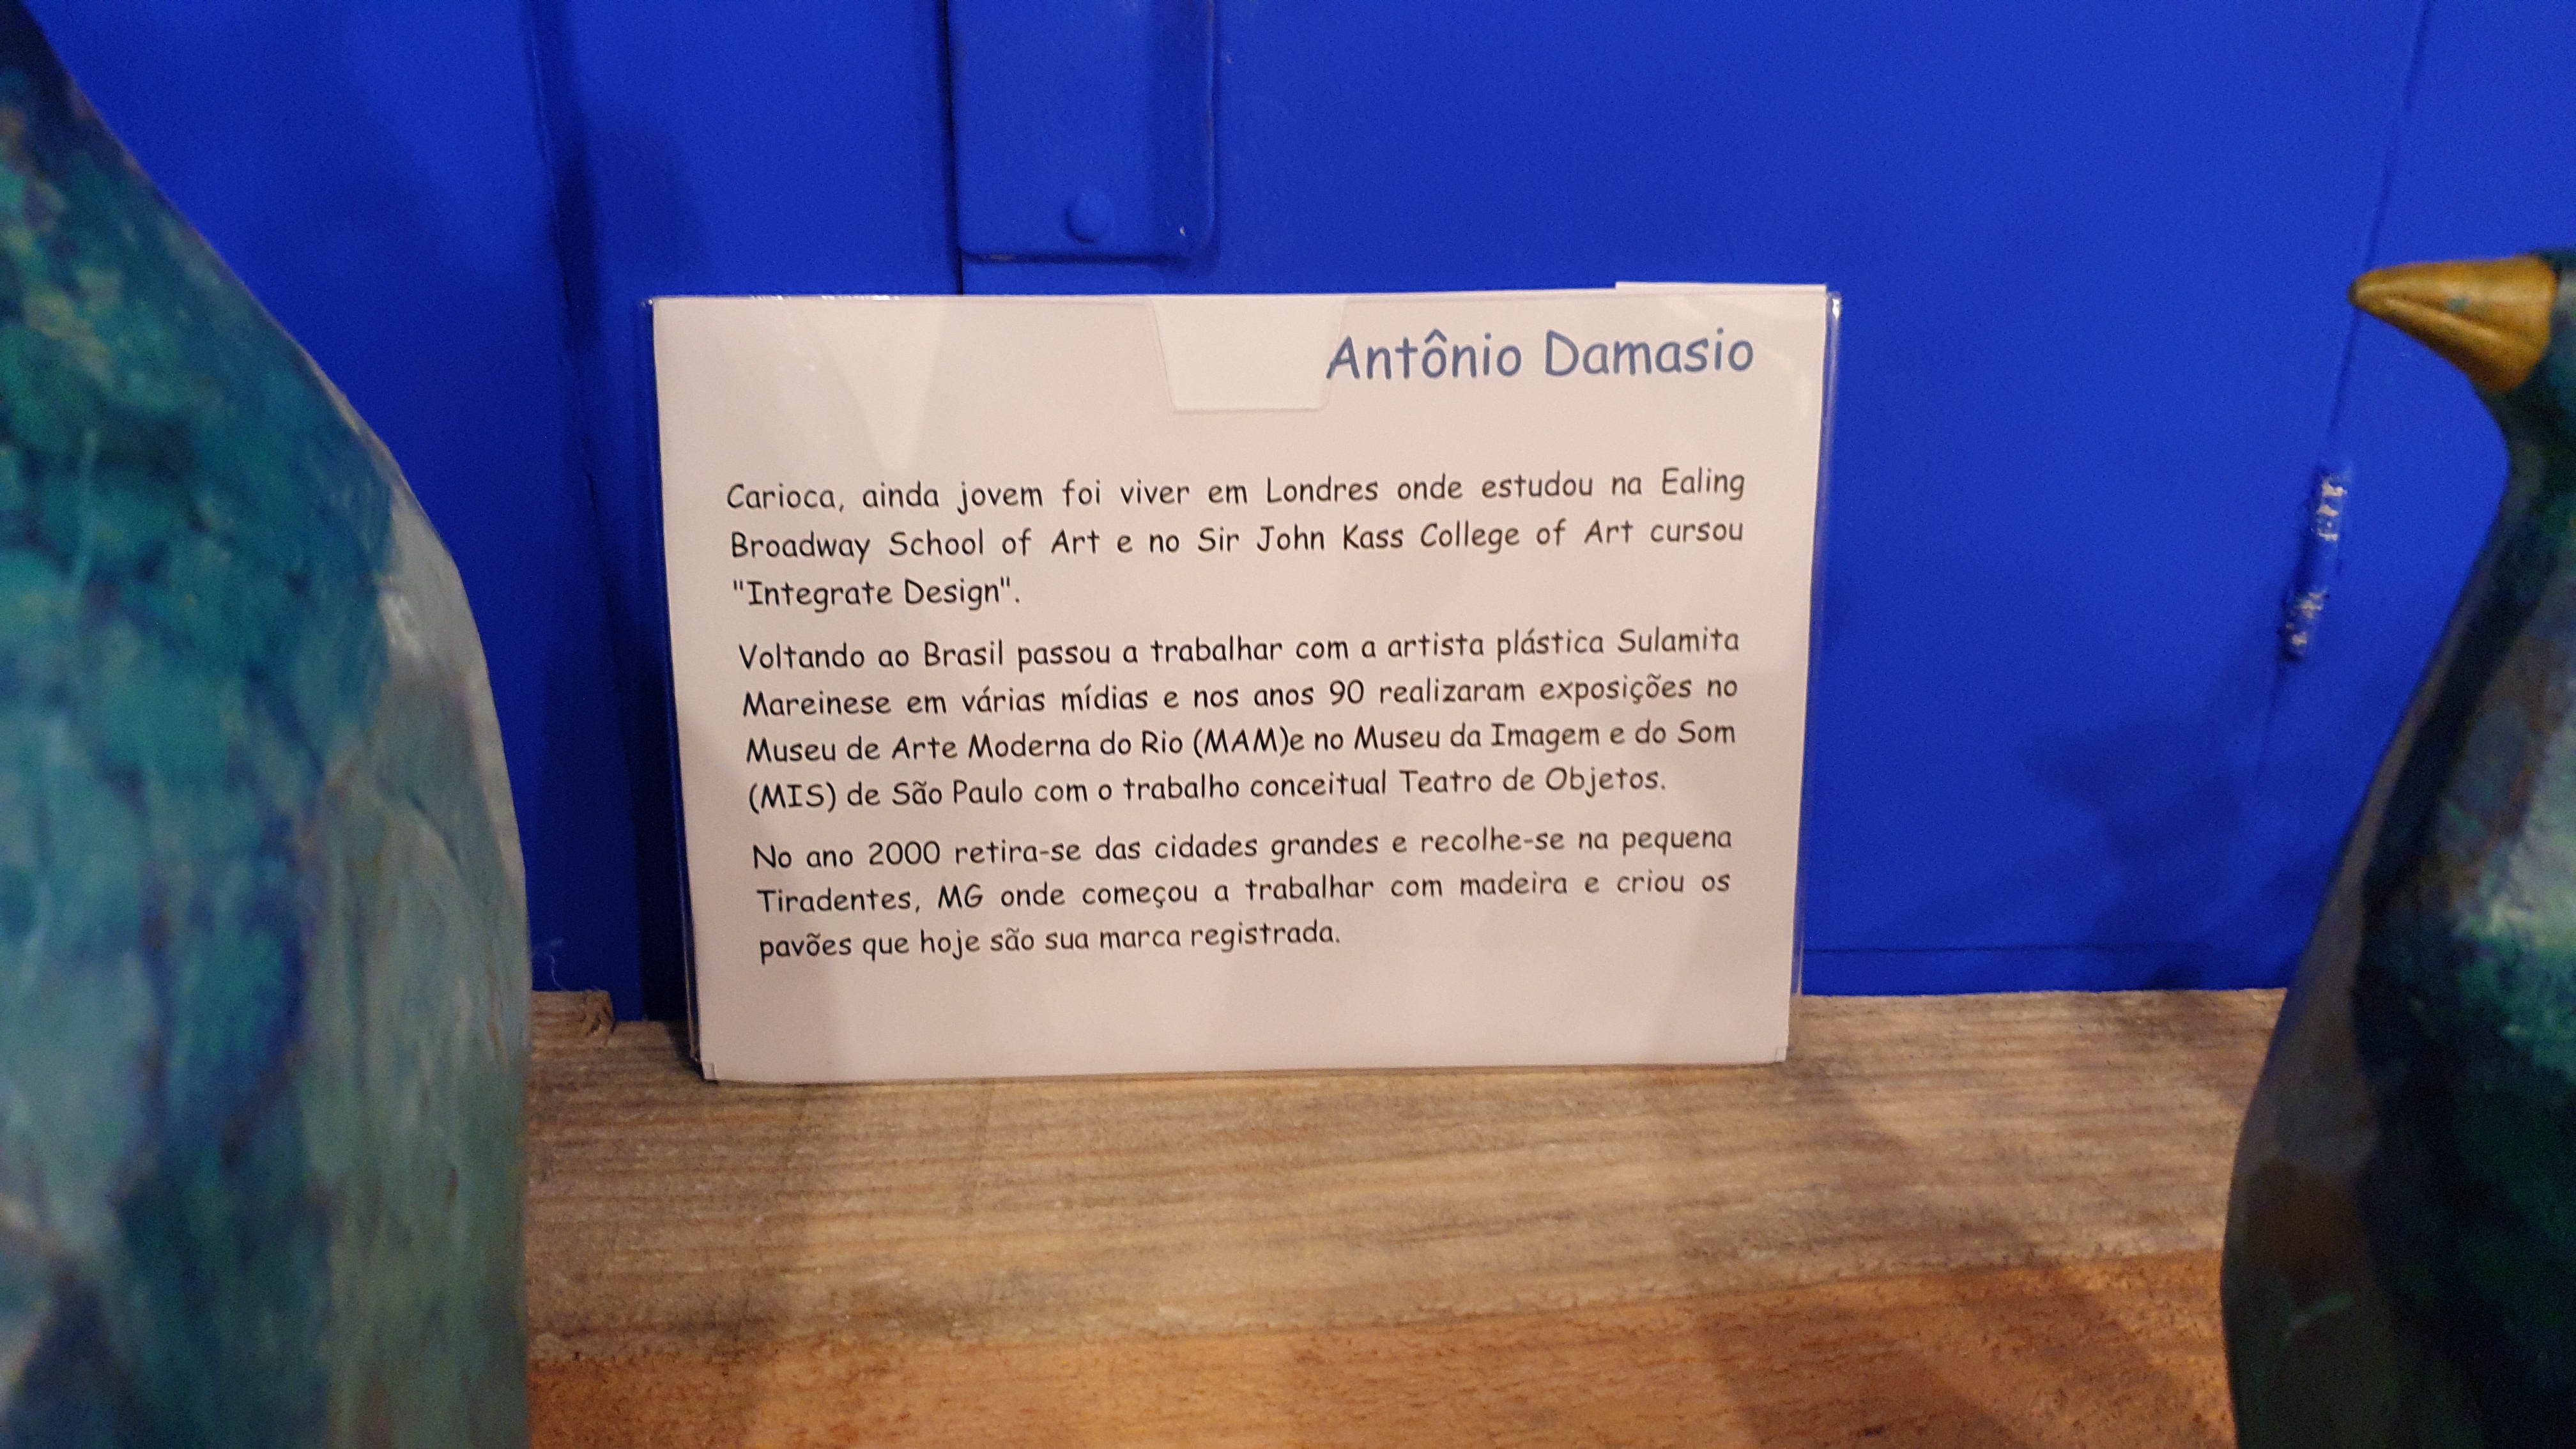 Antônio Damasio
Carioca, ainda jovem foi viver em Londres onde estudou na Ealing
Broadway School of Art e no Sir John Kass College of Art cursou
"Integrate Design".
Voltando ao Brasil passou a trabalhar com a artista plástica Sulamita
Mareinese em várias mídias e nos anos 90 realizaram exposições no
Museu de Arte Moderna do Rio (MAM)e no Museu da Imagem e do Som
(MIS) de São Paulo com o trabalho conceitual Teatro de Objetos.
No ano 2000 retira-se das cidades grandes e recolhe-se na pequena
Tiradentes, MG onde começou a trabalhar com madeira e criou os
pavões que hoje são sua marca registrada.